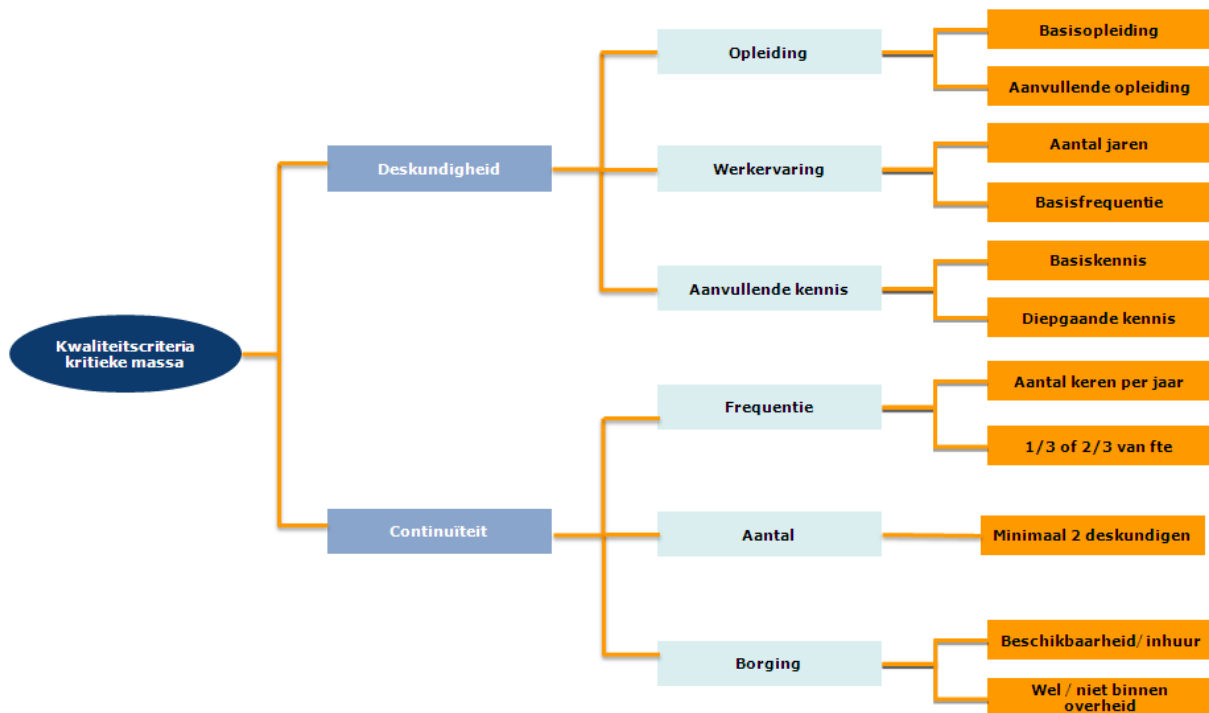 Kwaliteitscriteria
kritieke massa
Deskundigheid
Opleiding
Basisopleiding
Aanvullende opleiding
Werkervaring
Aantal jaren
Basisfrequentie
Aanvullende kennis
Basiskennis
Diepgaande kennis
Continuïteit
Frequentie
Aantal keren per jaar
1/3 of 2/3 van fte
Aantal
Minimaal 2 deskundigen
Borging
Beschikbaarheid/ inhuur
Wel / niet binnen
overheid